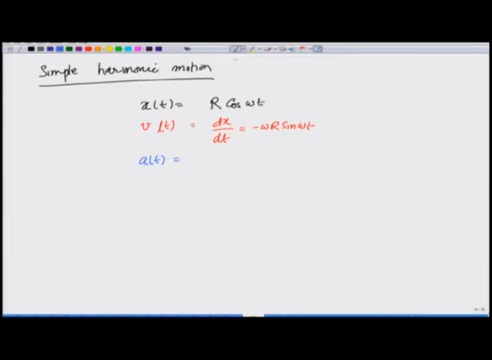 Simple harmonic motion
x(t) = R Cos ωt
v(t) = dx/dt = -ωR Sin ωt
a(t) =